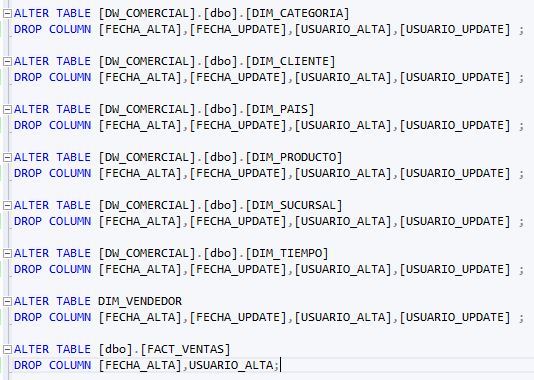 ALTER TABLE [DW_COMERCIAL].[dbo].[DIM_CATEGORIA]
DROP COLUMN [FECHA_ALTA],[FECHA_UPDATE],[USUARIO_ALTA],[USUARIO_UPDATE] ;
ALTER TABLE [DW_COMERCIAL].[dbo].[DIM_CLIENTE]
DROP COLUMN [FECHA_ALTA],[FECHA_UPDATE],[USUARIO_ALTA],[USUARIO_UPDATE] ;
ALTER TABLE [DW_COMERCIAL].[dbo].[DIM_PAIS]
DROP COLUMN [FECHA_ALTA],[FECHA_UPDATE],[USUARIO_ALTA],[USUARIO_UPDATE] ;
ALTER TABLE [DW_COMERCIAL].[dbo].[DIM_PRODUCTO]
DROP COLUMN [FECHA_ALTA],[FECHA_UPDATE],[USUARIO_ALTA],[USUARIO_UPDATE] ;
ALTER TABLE [DW_COMERCIAL].[dbo].[DIM_SUCURSAL]
DROP COLUMN [FECHA_ALTA],[FECHA_UPDATE],[USUARIO_ALTA],[USUARIO_UPDATE] ;
ALTER TABLE [DW_COMERCIAL].[dbo].[DIM_TIEMPO]
DROP COLUMN [FECHA_ALTA],[FECHA_UPDATE],[USUARIO_ALTA],[USUARIO_UPDATE] ;
ALTER TABLE DIM_VENDEDOR
DROP COLUMN [FECHA_ALTA],[FECHA_UPDATE],[USUARIO_ALTA],[USUARIO_UPDATE] ;
ALTER TABLE [dbo].[FACT_VENTAS]
DROP COLUMN [FECHA_ALTA],USUARIO_ALTA;